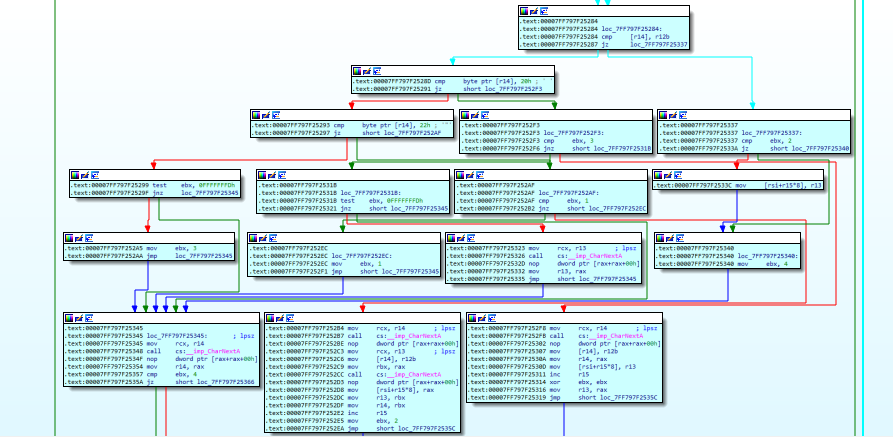 .text:00007FF797F25284
.text:00007FF797F25284 loc_7FF797F25284:
.text:00007FF797F25284 cmp [r14], r12b
.text:00007FF797F25287 jz loc_7FF797F25337
.text:00007FF797F2528D cmp byte ptr [r14], 20h ; ' '
.text:00007FF797F25291 jz short loc_7FF797F252F3
.text:00007FF797F25293 cmp byte ptr [r14], 22h ; '"'
.text:00007FF797F25297 jz short loc_7FF797F252AF
.text:00007FF797F252F3
.text:00007FF797F252F3 loc_7FF797F252F3:
.text:00007FF797F252F3 cmp ebx, 3
.text:00007FF797F252F6 jnz short loc_7FF797F2531B
.text:00007FF797F25337
.text:00007FF797F25337 loc_7FF797F25337:
.text:00007FF797F25337 cmp ebx, 2
.text:00007FF797F2533A jz short loc_7FF797F25340
.text:00007FF797F25299 test ebx, 0FFFFFFFDh
.text:00007FF797F2529F jnz loc_7FF797F25345
.text:00007FF797F2531B
.text:00007FF797F2531B loc_7FF797F2531B:
.text:00007FF797F2531B test ebx, 0FFFFFFFDh
.text:00007FF797F25321 jnz short loc_7FF797F25345
.text:00007FF797F252AF
.text:00007FF797F252AF loc_7FF797F252AF:
.text:00007FF797F252AF cmp ebx, 1
.text:00007FF797F252B2 jnz short loc_7FF797F252EC
.text:00007FF797F2533C mov [rsi+r15*8], r13
.text:00007FF797F252A5 mov ebx, 3
.text:00007FF797F252AA jmp loc_7FF797F25345
.text:00007FF797F252EC
.text:00007FF797F252EC loc_7FF797F252EC:
.text:00007FF797F252EC mov ebx, 1
.text:00007FF797F252F1 jmp short loc_7FF797F25345
.text:00007FF797F25323 mov rcx, r13 ; lpsz
.text:00007FF797F25326 call cs:__imp_CharNextA
.text:00007FF797F2532D nop dword ptr [rax+rax+00h]
.text:00007FF797F25332 mov r13, rax
.text:00007FF797F25335 jmp short loc_7FF797F25345
.text:00007FF797F25340
.text:00007FF797F25340 loc_7FF797F25340:
.text:00007FF797F25340 mov ebx, 4
.text:00007FF797F25345
.text:00007FF797F25345 loc_7FF797F25345: ; lpsz
.text:00007FF797F25345 mov rcx, r14
.text:00007FF797F25348 call cs:__imp_CharNextA
.text:00007FF797F2534F nop dword ptr [rax+rax+00h]
.text:00007FF797F25354 mov r14, rax
.text:00007FF797F25357 cmp ebx, 4
.text:00007FF797F2535A jz short loc_7FF797F25366
.text:00007FF797F252B4 mov rcx, r14 ; lpsz
.text:00007FF797F252B7 call cs:__imp_CharNextA
.text:00007FF797F252BE nop dword ptr [rax+rax+00h]
.text:00007FF797F252C3 mov rcx, r13 ; lpsz
.text:00007FF797F252C6 mov [r14], r12b
.text:00007FF797F252C9 mov rbx, rax
.text:00007FF797F252CC call cs:__imp_CharNextA
.text:00007FF797F252D3 nop dword ptr [rax+rax+00h]
.text:00007FF797F252D8 mov [rsi+r15*8], rax
.text:00007FF797F252DC mov r13, rbx
.text:00007FF797F252DF mov r14, rbx
.text:00007FF797F252E2 inc r15
.text:00007FF797F252E5 mov ebx, 2
.text:00007FF797F252EA jmp short loc_7FF797F2535C
.text:00007FF797F252F8 mov rcx, r14 ; lpsz
.text:00007FF797F252FB call cs:__imp_CharNextA
.text:00007FF797F25302 nop dword ptr [rax+rax+00h]
.text:00007FF797F25307 mov [r14], r12b
.text:00007FF797F2530A mov r14, rax
.text:00007FF797F2530D mov [rsi+r15*8], r13
.text:00007FF797F25311 inc r15
.text:00007FF797F25314 xor ebx, ebx
.text:00007FF797F25316 mov r13, rax
.text:00007FF797F25319 jmp short loc_7FF797F2535C